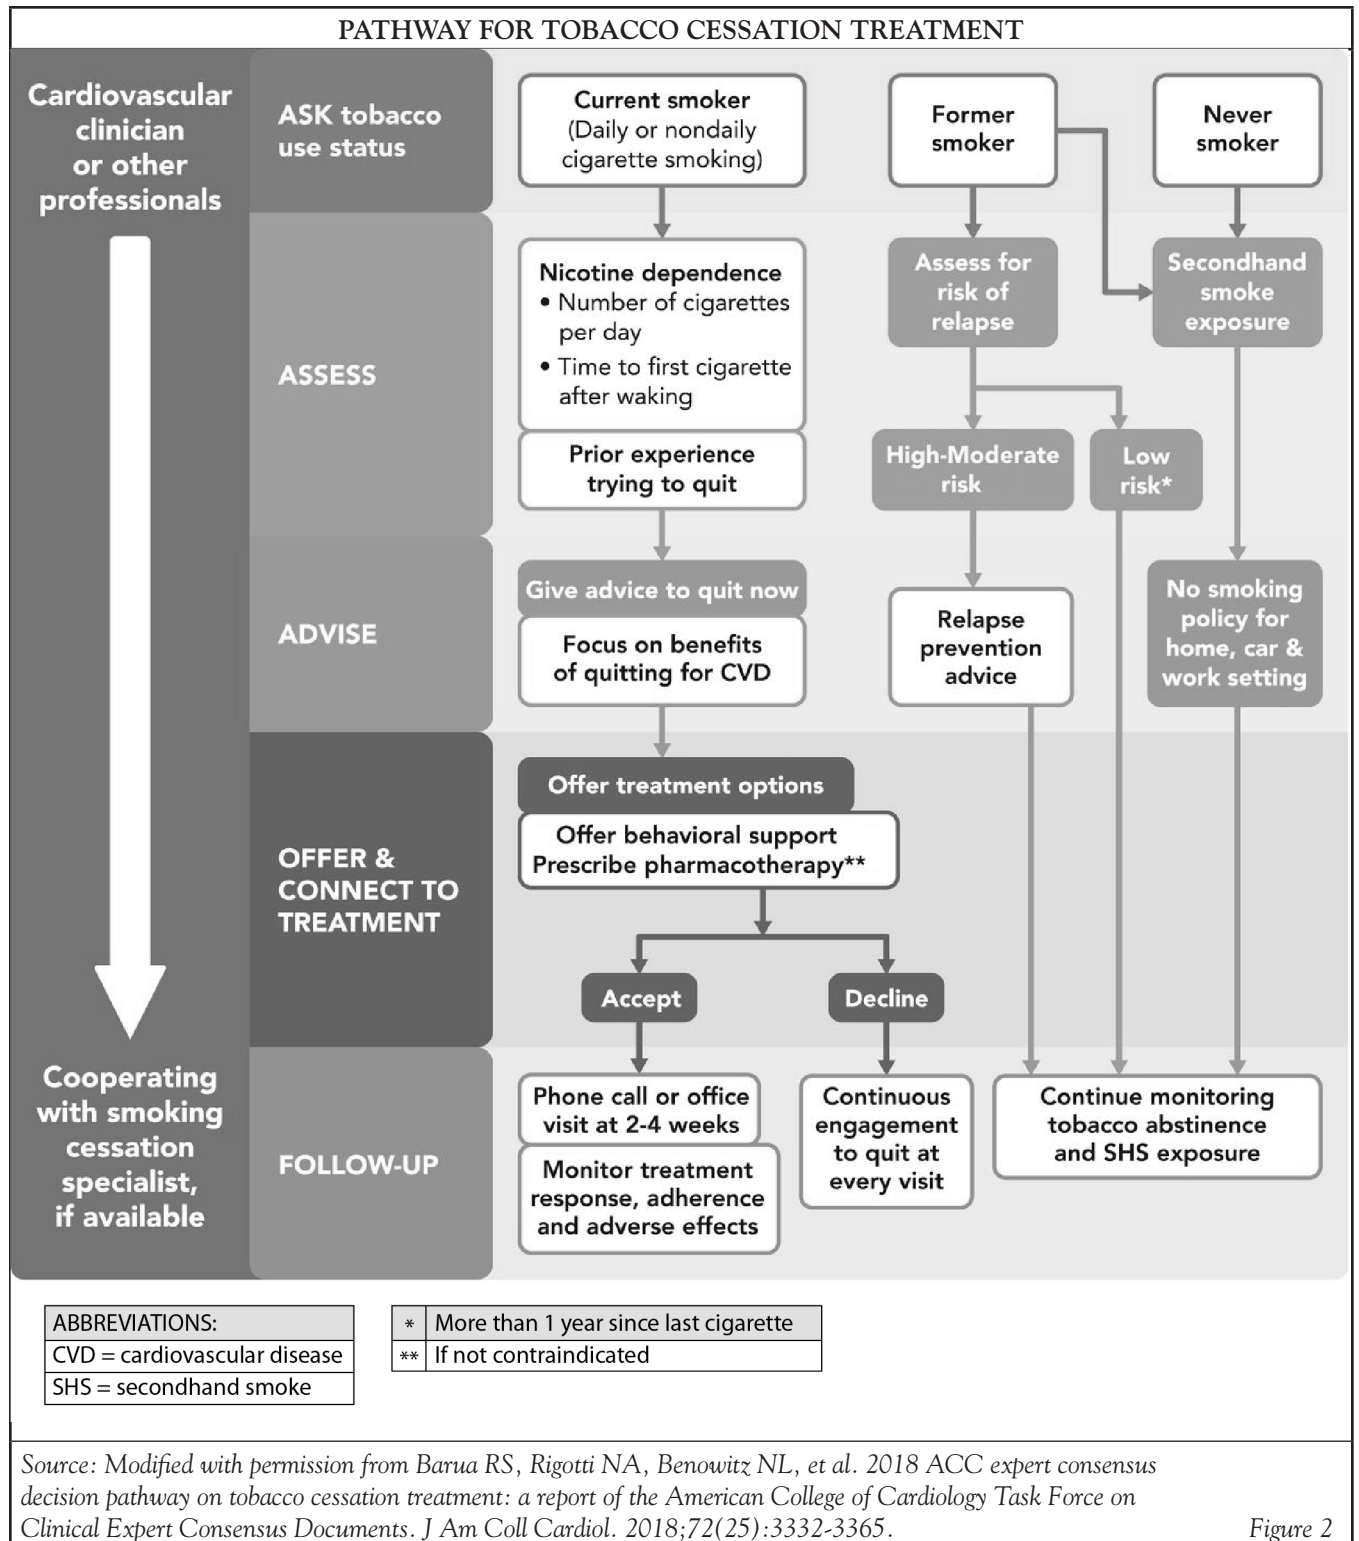 PATHWAY FOR TOBACCO CESSATION TREATMENT
Cardiovascular
clinician
or other
professionals
Cooperating
with smoking
cessation
specialist,
if available
ASK tobacco
use status
Current smoker
(Daily or nondaily
cigarette smoking)
Former
smoker
Never
smoker
ASSESS
Nicotine dependence
• Number of cigarettes
per day
• Time to first cigarette
after waking
Prior experience
trying to quit
Assess for
risk of
relapse
Secondhand
smoke
exposure
High-Moderate
risk
Low
risk*
ADVISE
Give advice to quit now
Focus on benefits
of quitting for CVD
Relapse
prevention
advice
No smoking
policy for
home, car &
work setting
OFFER &
CONNECT TO
TREATMENT
Offer treatment options
Offer behavioral support
Prescribe pharmacotherapy**
Accept
Decline
FOLLOW-UP
Phone call or office
visit at 2-4 weeks
Monitor treatment
response, adherence
and adverse effects
Continuous
engagement
to quit at
every visit
Continue monitoring
tobacco abstinence
and SHS exposure
ABBREVIATIONS:
CVD = cardiovascular disease
SHS = secondhand smoke
* More than 1 year since last cigarette
** If not contraindicated
Source: Modified with permission from Barua RS, Rigotti NA, Benowitz NL, et al. 2018 ACC expert consensus
decision pathway on tobacco cessation treatment: a report of the American College of Cardiology Task Force on
Clinical Expert Consensus Documents. J Am Coll Cardiol. 2018;72(25):3332-3365.
Figure 2